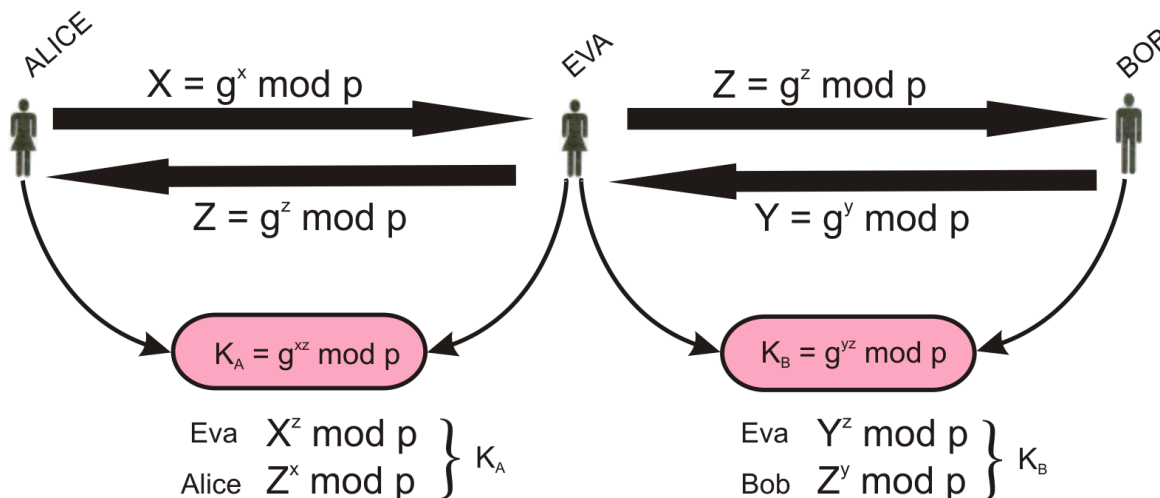 ALICE
EVA
BOB
X = g^x mod p
Z = g^z mod p
Z = g^z mod p
Y = g^y mod p
K_A = g^xz mod p
K_B = g^yz mod p
Eva X^z mod p
Alice Z^x mod p
} K_A
Eva Y^z mod p
Bob Z^y mod p
} K_B